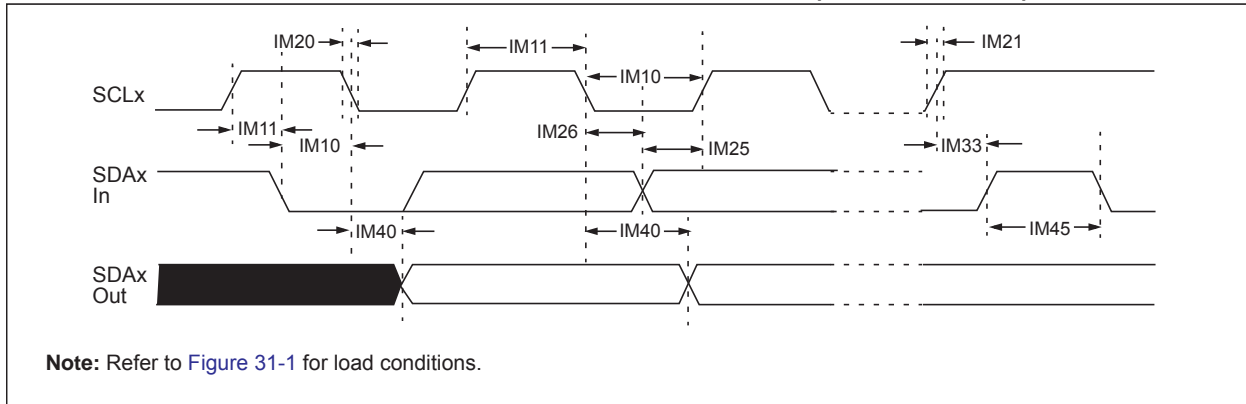 IM20
IM11
IM21
IM10
SCLx
IM11
IM26
IM10
IM25
IM33
SDAx
In
IM40
IM40
IM45
SDAx
Out
Note: Refer to Figure 31-1 for load conditions.